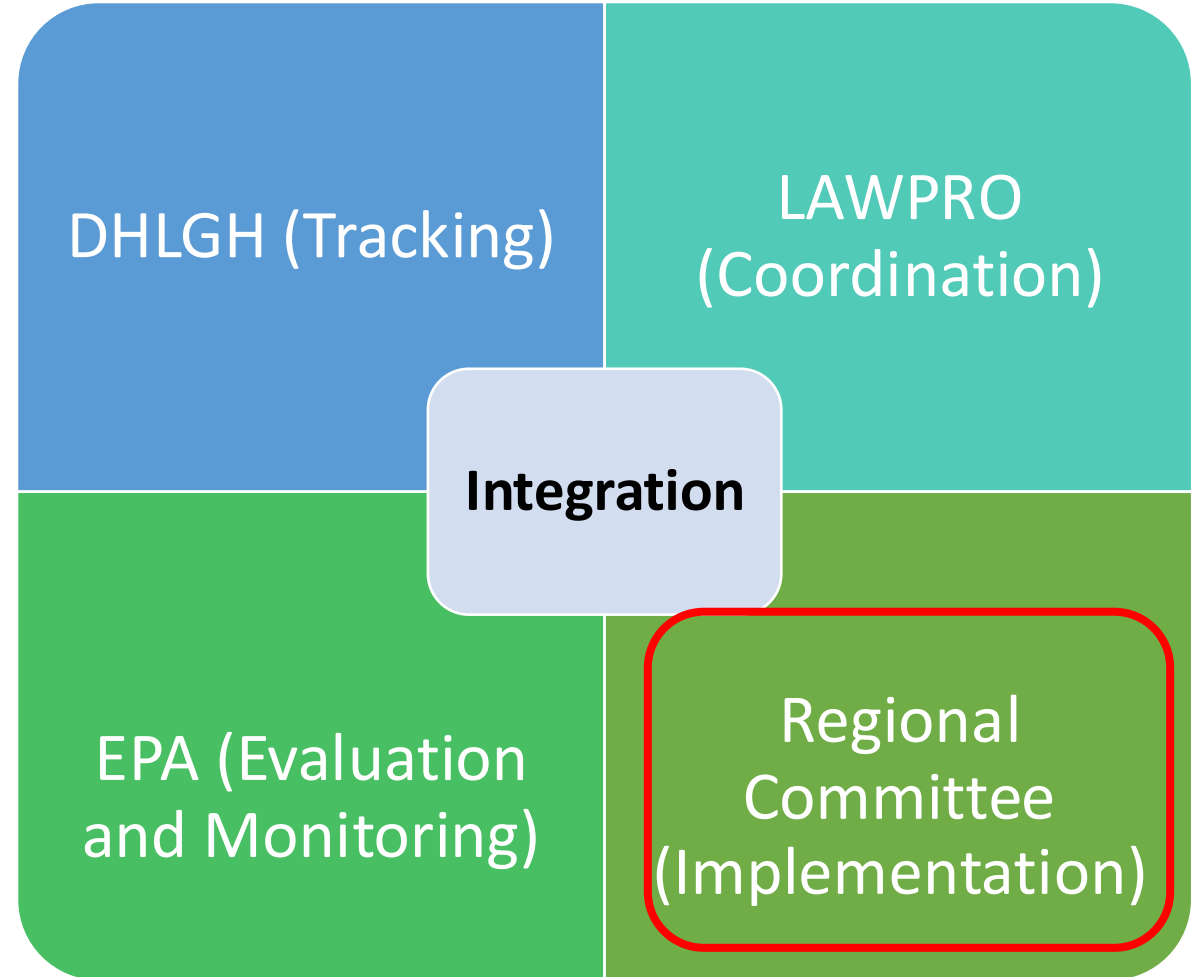 DHLGH (Tracking)
LAWPRO
(Coordination)
Integration
EPA (Evaluation
and Monitoring)
Regional
Committee
(Implementation)